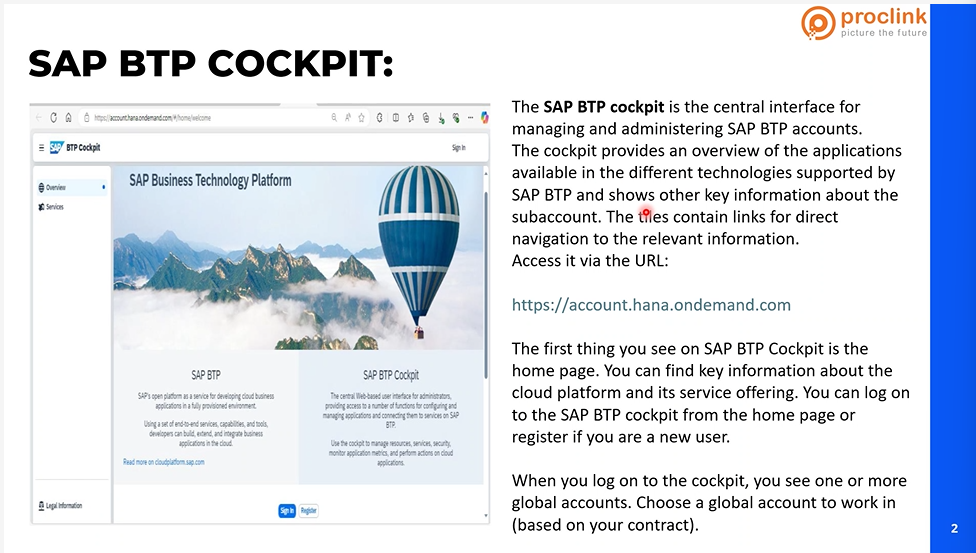 proclink
picture the future
SAP BTP COCKPIT:
https://account.hana.ondemand.com/#/home/welcome
SAP BTP Cockpit
Sign In
Overview
Services
SAP Business Technology Platform
SAP BTP
SAP's open platform as a service for developing cloud business
applications in a fully provisioned environment.
Using a set of end-to-end services, capabilities, and tools,
developers can build, extend, and integrate business
applications in the cloud.
Read more on cloudplatform.sap.com
SAP BTP Cockpit
The central Web-based user interface for administrators,
providing access to a number of functions for configuring and
managing applications and connecting them to services on SAP
BTP.
Use the cockpit to manage resources, services, security,
monitor application metrics, and perform actions on cloud
applications.
Legal Information
Sign In
Register
The SAP BTP cockpit is the central interface for
managing and administering SAP BTP accounts.
The cockpit provides an overview of the applications
available in the different technologies supported by
SAP BTP and shows other key information about the
subaccount. The tiles contain links for direct
navigation to the relevant information.
Access it via the URL:
https://account.hana.ondemand.com
The first thing you see on SAP BTP Cockpit is the
home page. You can find key information about the
cloud platform and its service offering. You can log on
to the SAP BTP cockpit from the home page or
register if you are a new user.
When you log on to the cockpit, you see one or more
global accounts. Choose a global account to work in
(based on your contract).
2